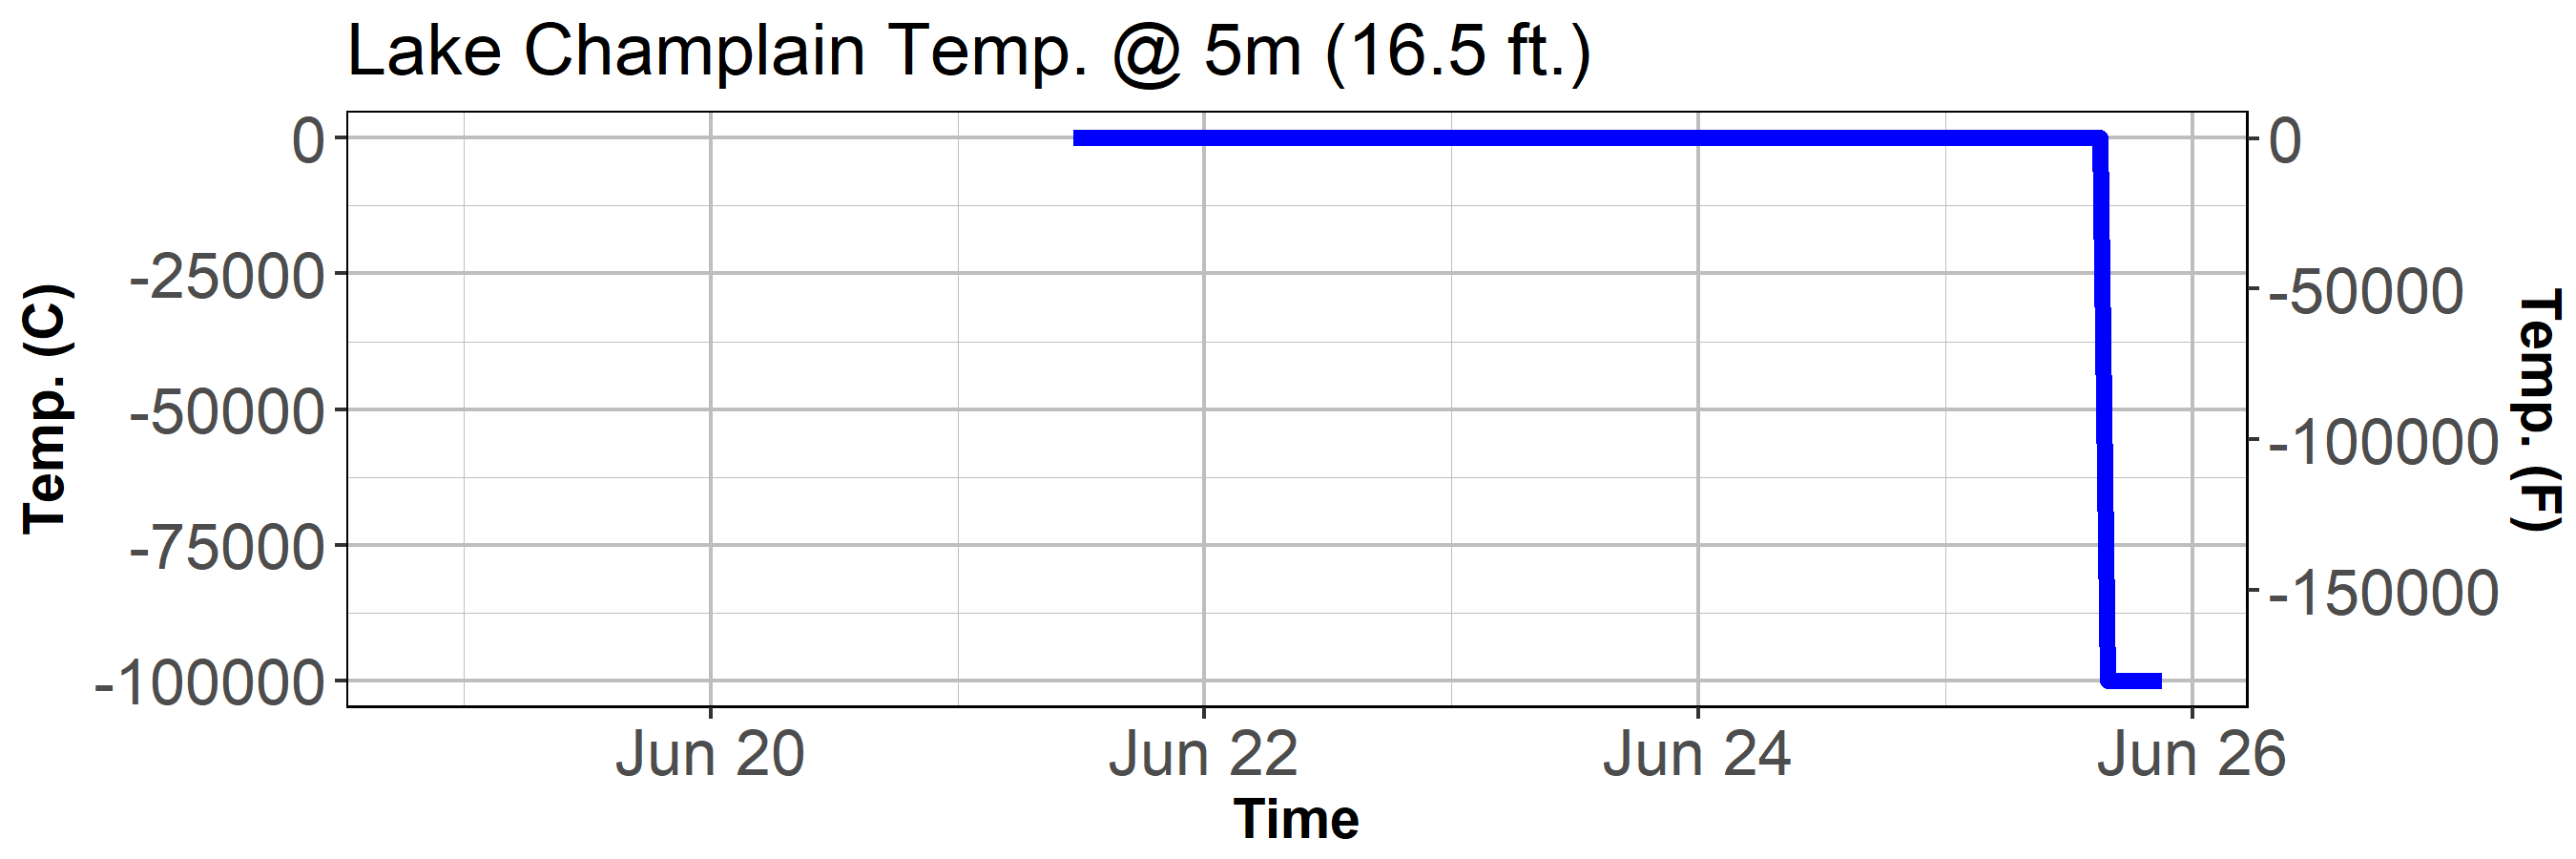 Lake Champlain Temp. @ 5m (16.5 ft.)
Temp. (C)
0
-25000
-50000
-75000
-100000
0
-50000
-100000
-150000
Temp. (F)
Jun 20 Jun 22 Jun 24 Jun 26
Time